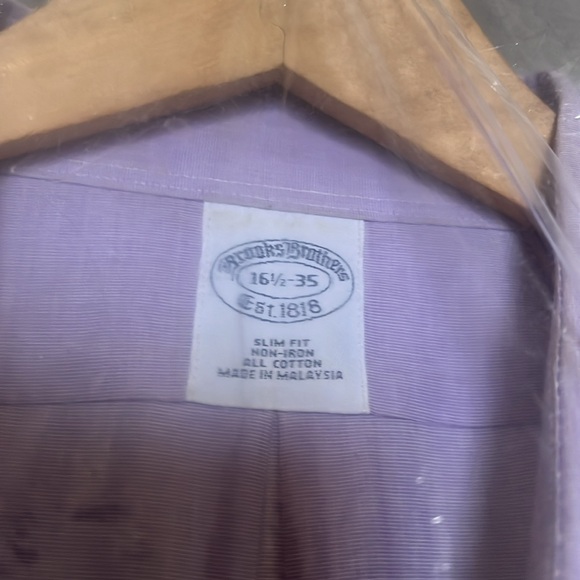 Brooks Brothers
16½-35
Est. 1818
SLIM FIT
NON-IRON
ALL COTTON
MADE IN MALAYSIA